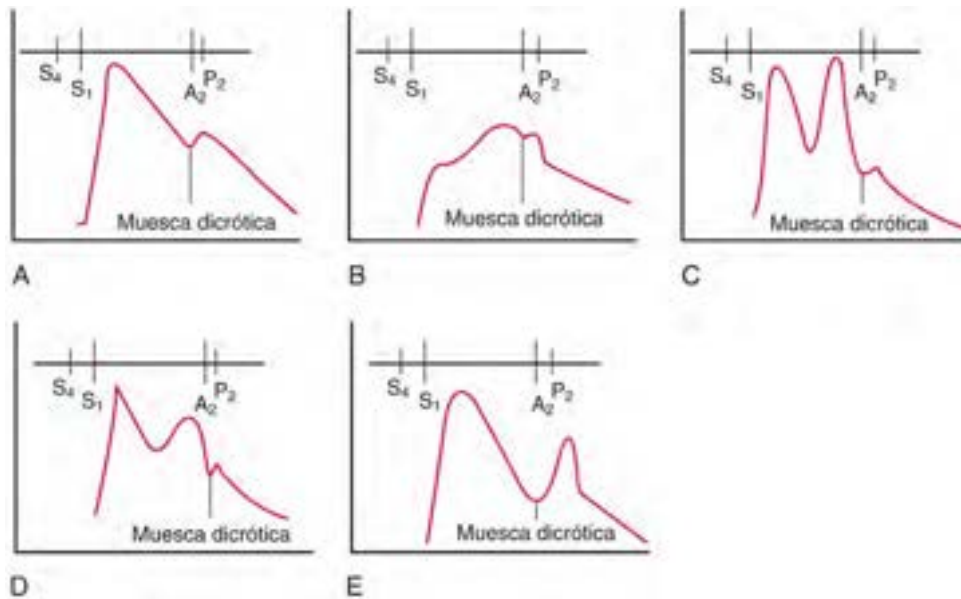 S4 S1 A2 P2
Muesca dicrótica
A
S4 S1 A2 P2
Muesca dicrótica
B
S4 S1 A2 P2
Muesca dicrótica
C
S4 S1 A2 P2
Muesca dicrótica
D
S4 S1 A2 P2
Muesca dicrótica
E